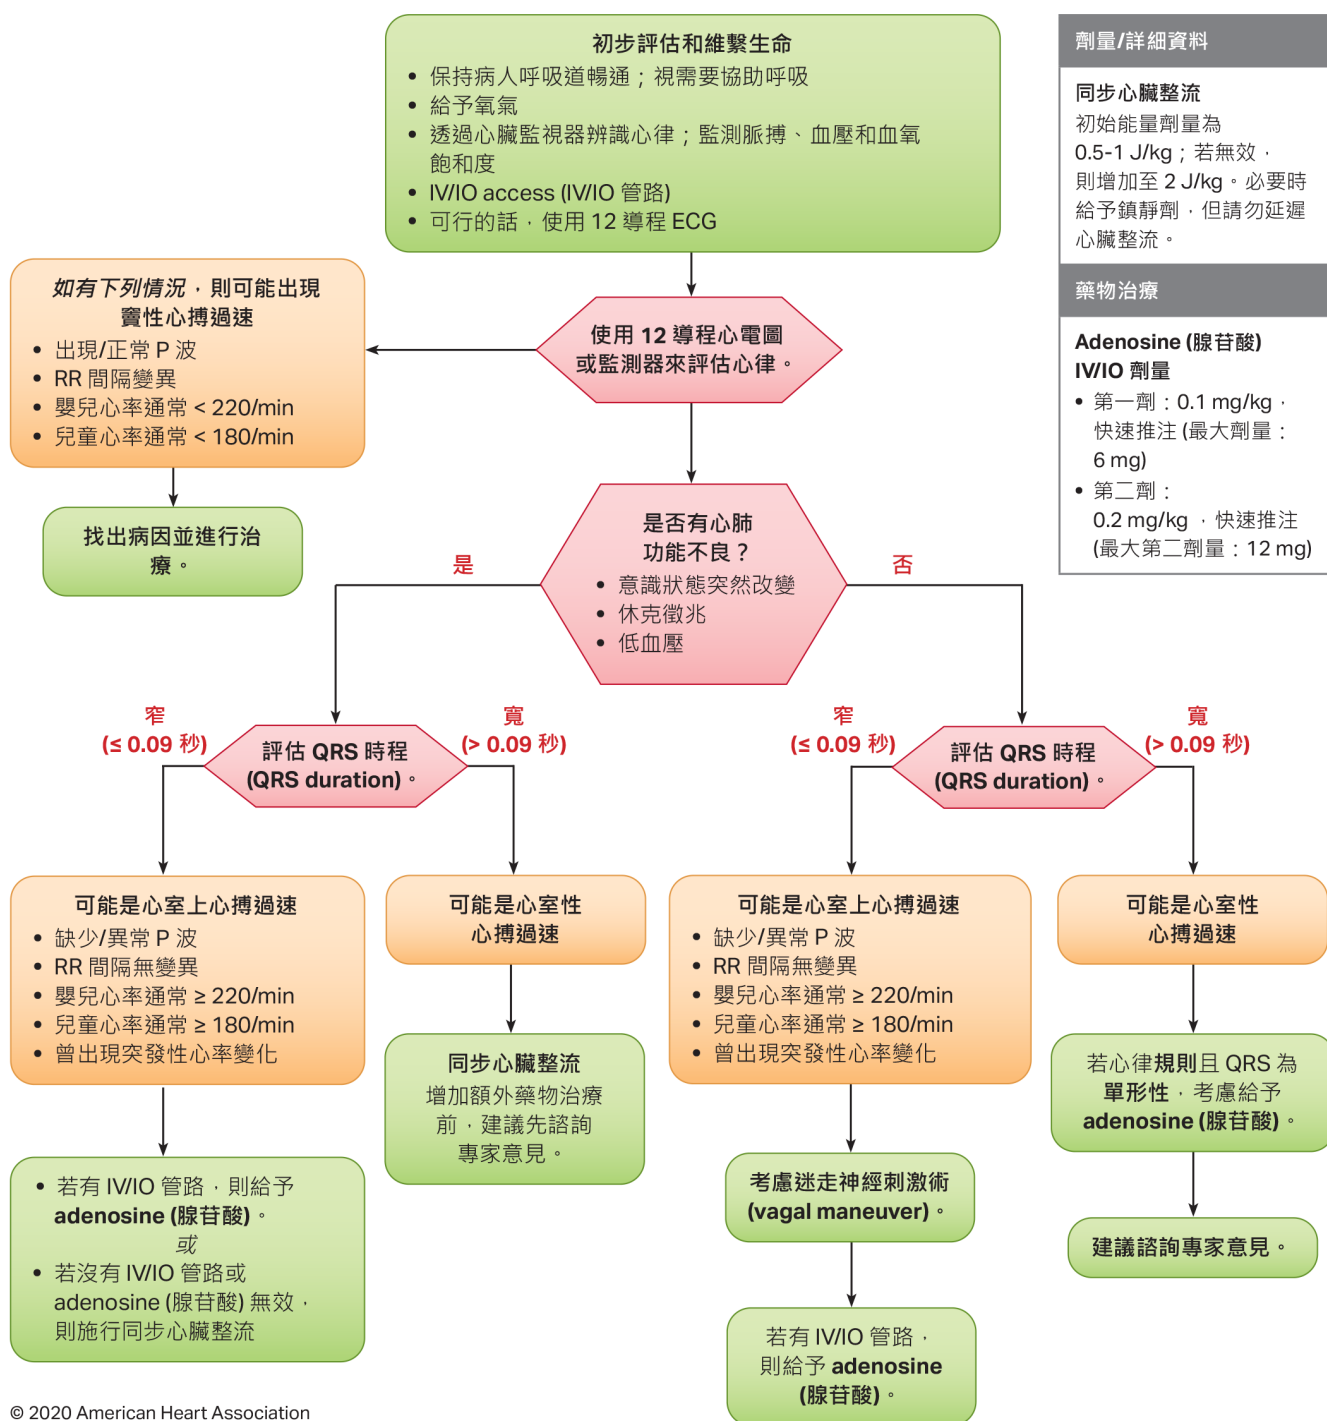 初步評估和維繫生命
• 保持病人呼吸道暢通；視需要協助呼吸
• 給予氧氣
• 透過心臟監視器辨識心律；監測脈搏、血壓和血氧
飽和度
• IV/IO access (IV/IO 管路)
• 可行的話，使用 12 導程 ECG
如有下列情況，則可能出現
竇性心搏過速
• 出現/正常 P 波
• RR 間隔變異
• 嬰兒心率通常 < 220/min
• 兒童心率通常 < 180/min
使用 12 導程心電圖
或監測器來評估心律。
找出病因並進行治
療。
是否有心肺
功能不良？
• 意識狀態突然改變
• 休克徵兆
• 低血壓
是
否
窄
(≤ 0.09 秒)
評估 QRS 時程
(QRS duration)。
寬
(> 0.09 秒)
窄
(≤ 0.09 秒)
評估 QRS 時程
(QRS duration)。
寬
(> 0.09 秒)
可能是心室上心搏過速
• 缺少/異常 P 波
• RR 間隔無變異
• 嬰兒心率通常 ≥ 220/min
• 兒童心率通常 ≥ 180/min
• 曾出現突發性心率變化
• 若有 IV/IO 管路，則給予
adenosine (腺苷酸)。
或
• 若沒有 IV/IO 管路或
adenosine (腺苷酸) 無效，
則施行同步心臟整流
可能是心室性
心搏過速
同步心臟整流
增加額外藥物治療
前，建議先諮詢
專家意見。
可能是心室上心搏過速
• 缺少/異常 P 波
• RR 間隔無變異
• 嬰兒心率通常 ≥ 220/min
• 兒童心率通常 ≥ 180/min
• 曾出現突發性心率變化
考慮迷走神經刺激術
(vagal maneuver)。
若有 IV/IO 管路，
則給予 adenosine
(腺苷酸)。
可能是心室性
心搏過速
若心律規則且 QRS 為
單形性，考慮給予
adenosine (腺苷酸)。
建議諮詢專家意見。
劑量/詳細資料
同步心臟整流
初始能量劑量為
0.5-1 J/kg；若無效，
則增加至 2 J/kg。必要時
給予鎮靜劑，但請勿延遲
心臟整流。
藥物治療
Adenosine (腺苷酸)
IV/IO 劑量
• 第一劑：0.1 mg/kg，
快速推注 (最大劑量：
6 mg)
• 第二劑：
0.2 mg/kg ，快速推注
(最大第二劑量：12 mg)
© 2020 American Heart Association